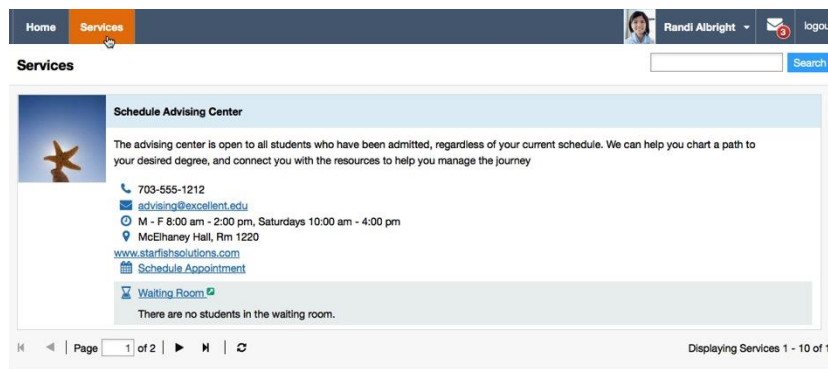 Home Services Randi Albright 3
Services Search
Schedule Advising Center
The advising center is open to all students who have been admitted, regardless of your current schedule. We can help you chart a path to
your desired degree, and connect you with the resources to help you manage the journey
703-555-1212
advising@excellent.edu
M - F 8:00 am - 2:00 pm, Saturdays 10:00 am - 4:00 pm
McElhaney Hall, Rm 1220
www.starfishsolutions.com
Schedule Appointment
Waiting Room
There are no students in the waiting room.
Page 1 of 2 Displaying Services 1 - 10 of